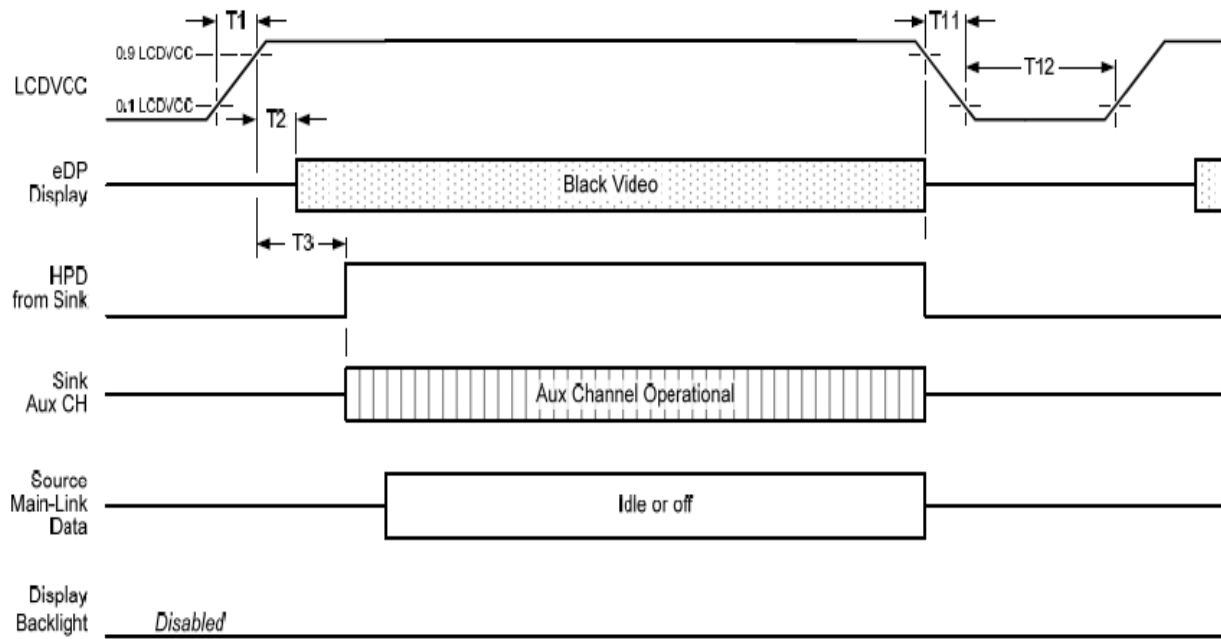 T1
T11
0.9 LCDVCC
LCDVCC
T12
0.1 LCDVCC
T2
eDP
Display
Black Video
T3
HPD
from Sink
Sink
Aux CH
Aux Channel Operational
Source
Main-Link
Data
Idle or off
Display
Backlight
Disabled